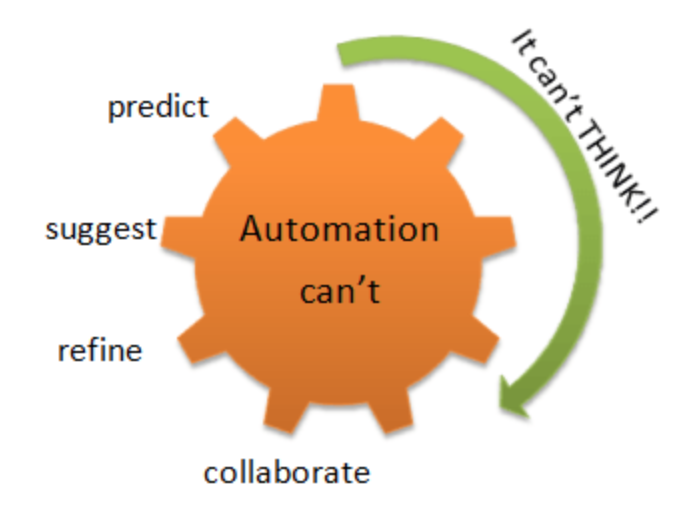 It can't THINK!!
predict
suggest
Automation
can't
refine
collaborate